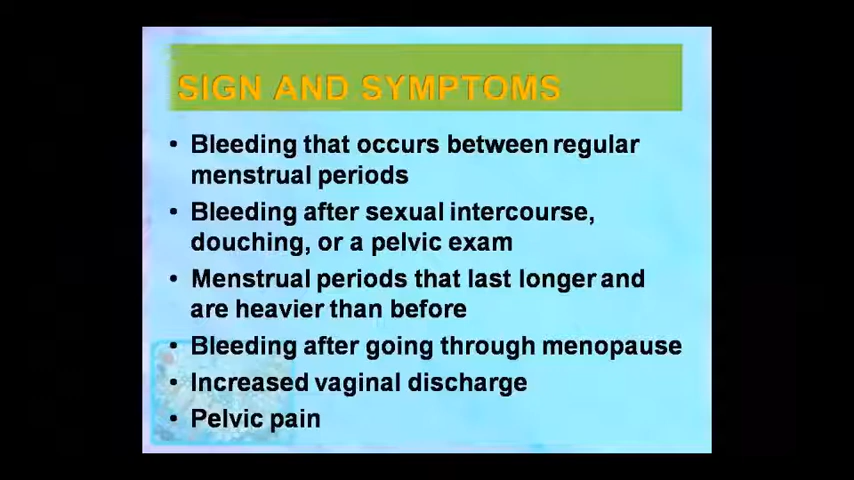 SIGN AND SYMPTOMS
• Bleeding that occurs between regular
menstrual periods
• Bleeding after sexual intercourse,
douching, or a pelvic exam
• Menstrual periods that last longer and
are heavier than before
• Bleeding after going through menopause
• Increased vaginal discharge
• Pelvic pain